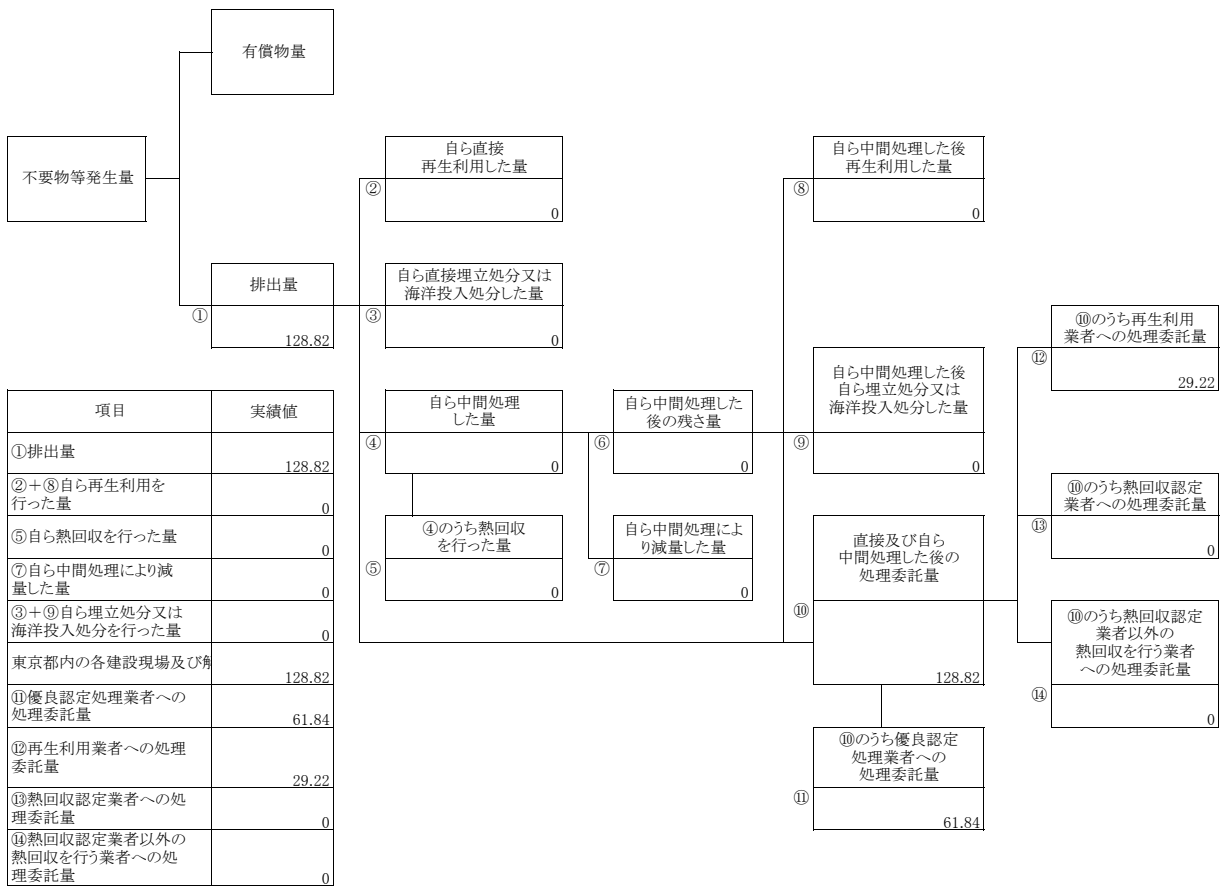 有償物量
不要物等発生量
排出量
①
128.82
自ら直接
再生利用した量
②
0
自ら直接埋立処分又は
海洋投入処分した量
③
0
自ら中間処理
した量
④
0
④のうち熱回収
を行った量
⑤
0
自ら中間処理した
後の残さ量
⑥
0
自ら中間処理によ
り減量した量
⑦
0
自ら中間処理した後
再生利用した量
⑧
0
自ら中間処理した後
自ら埋立処分又は
海洋投入処分した量
⑨
0
直接及び自ら
中間処理した後の
処理委託量
⑩
128.82
⑩のうち優良認定
処理業者への
処理委託量
⑪
61.84
⑩のうち再生利用
業者への処理委託量
⑫
29.22
⑩のうち熱回収認定
業者への処理委託量
⑬
0
⑩のうち熱回収認定
業者以外の
熱回収を行う業者
への処理委託量
⑭
0
項目 実績値
①排出量
128.82
②＋⑧自ら再生利用を
行った量
0
⑤自ら熱回収を行った量
0
⑦自ら中間処理により減
量した量
0
③＋⑨自ら埋立処分又は
海洋投入処分を行った量
0
東京都内の各建設現場及び解
128.82
⑪優良認定処理業者への
処理委託量
61.84
⑫再生利用業者への処理
委託量
29.22
⑬熱回収認定業者への処
理委託量
0
⑭熱回収認定業者以外の
熱回収を行う業者への処
理委託量
0